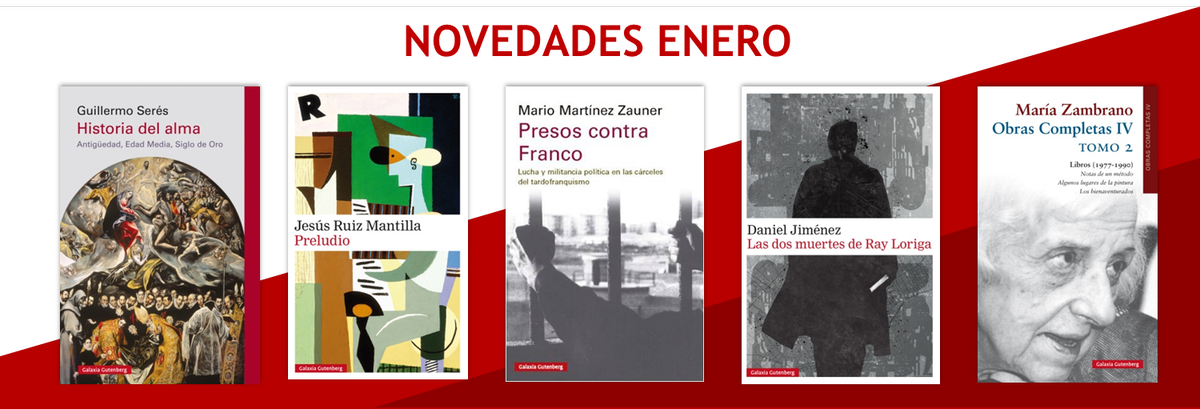 NOVEDADES ENERO
Guillermo Serés
Historia del alma
Antigüedad, Edad Media, Siglo de Oro
Galaxia Gutenberg
R
Jesús Ruiz Mantilla
Preludio
Galaxia Gutenberg
Mario Martínez Zauner
Presos contra
Franco
Lucha y militancia política en las cárceles
del tardofranquismo
Galaxia Gutenberg
Daniel Jiménez
Las dos muertes de Ray Loriga
Galaxia Gutenberg
María Zambrano
Obras Completas IV
TOMO 2
Libros (1977-1990)
Notas de un método
Algunos lugares de la pintura
Los bienaventurados
OBRAS COMPLETAS IV
Galaxia Gutenberg